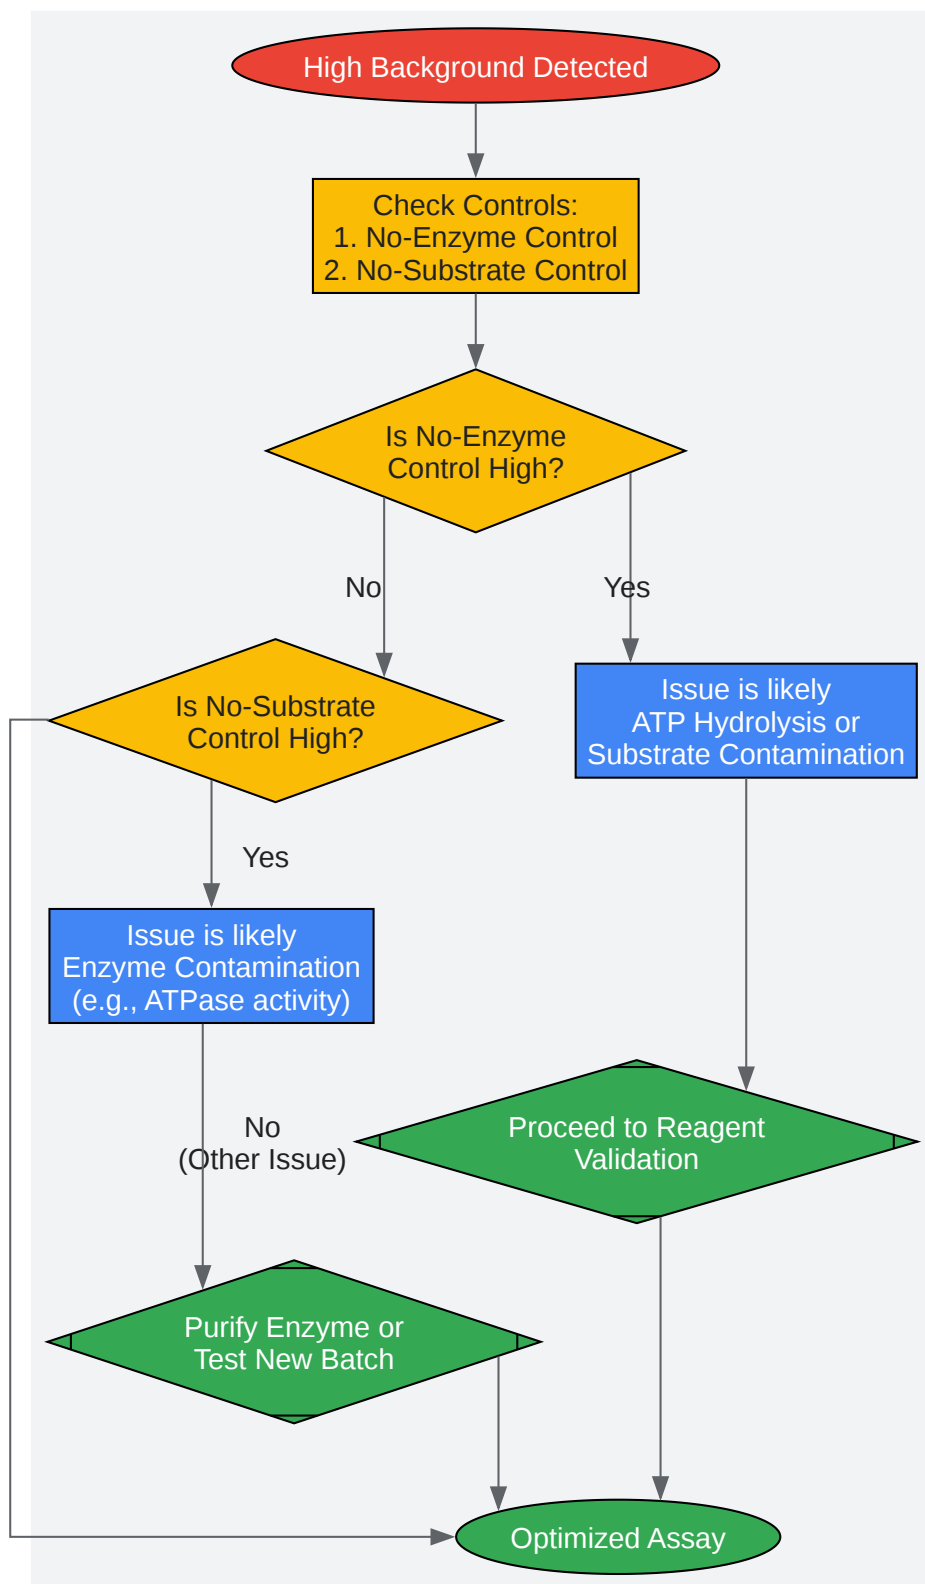 High Background Detected
Check Controls:
1. No-Enzyme Control
2. No-Substrate Control
Is No-Enzyme
Control High?
No
Yes
Is No-Substrate
Control High?
Issue is likely
ATP Hydrolysis or
Substrate Contamination
Yes
Issue is likely
Enzyme Contamination
(e.g., ATPase activity)
No
(Other Issue)
Proceed to Reagent
Validation
Purify Enzyme or
Test New Batch
Optimized Assay